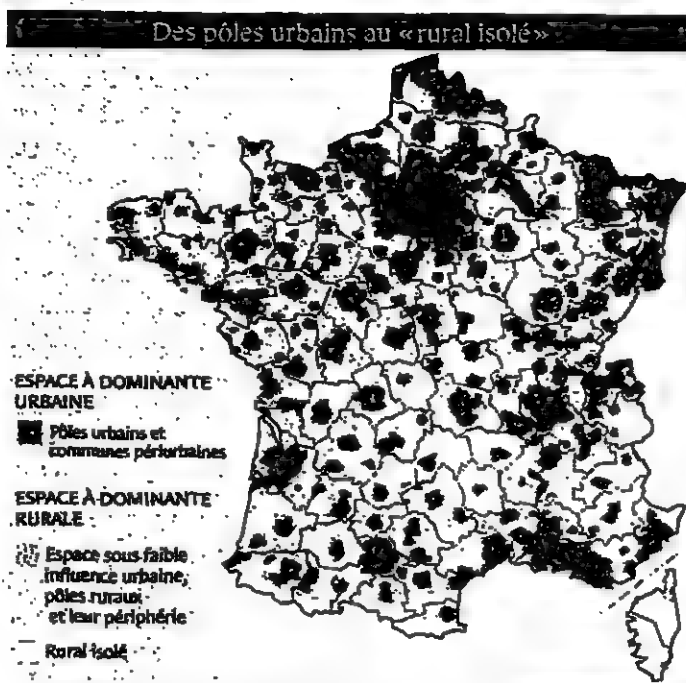 Des pôles urbains au «rural isolé»
ESPACE À DOMINANTE
URBAINE
Pôles urbains et
communes périurbaines
ESPACE À DOMINANTE
RURALE
Espace sous faible
influence urbaine,
pôles ruraux
et leur périphérie
Rural isolé